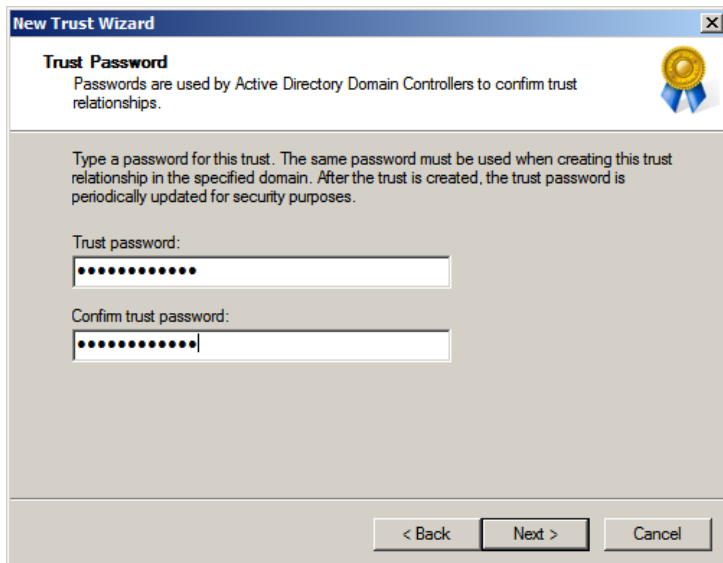 New Trust Wizard
Trust Password
Passwords are used by Active Directory Domain Controllers to confirm trust
relationships.
Type a password for this trust. The same password must be used when creating this trust
relationship in the specified domain. After the trust is created, the trust password is
periodically updated for security purposes.
Trust password:
●●●●●●●●●●●●
Confirm trust password:
●●●●●●●●●●●●
< Back Next > Cancel